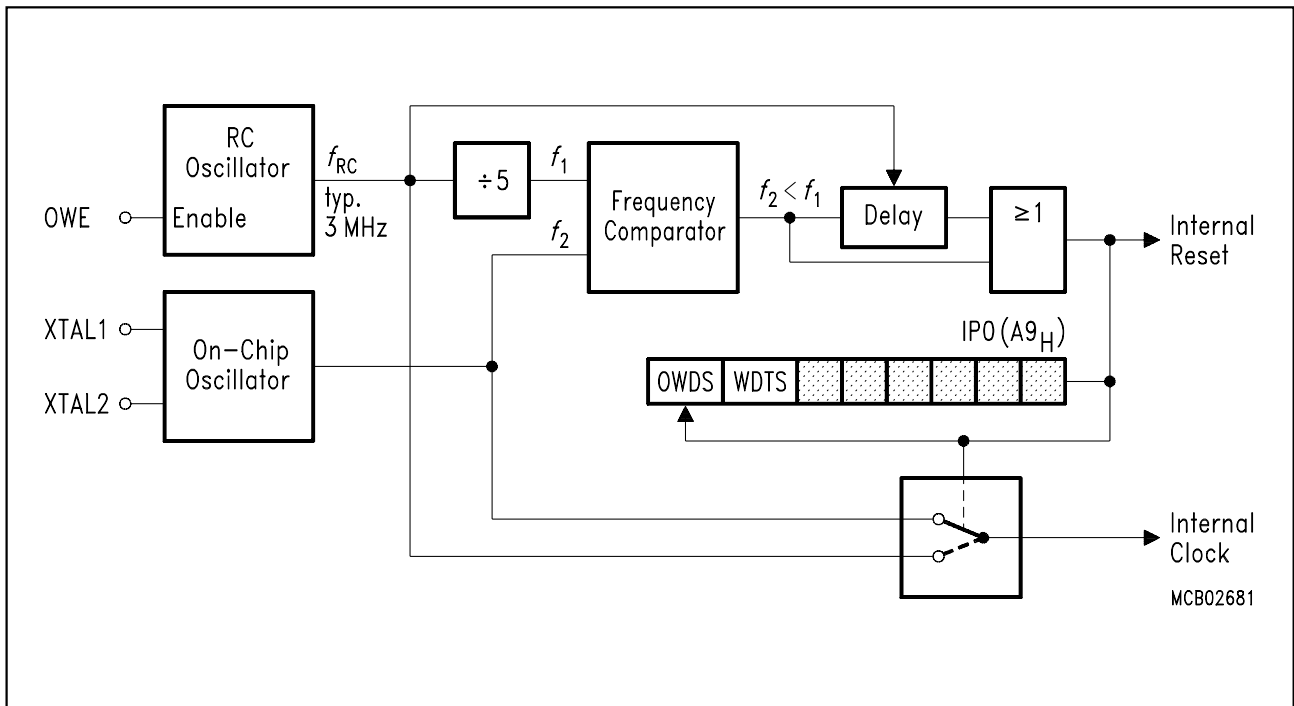 RC
Oscillator
Enable
OWE
f_RC
typ.
3 MHz
÷5
f_1
f_2
Frequency
Comparator
f_2 < f_1
Delay
≥1
Internal
Reset
XTAL1
XTAL2
On-Chip
Oscillator
IP0 (A9_H)
OWDS
WDTS
Internal
Clock
MCB02681